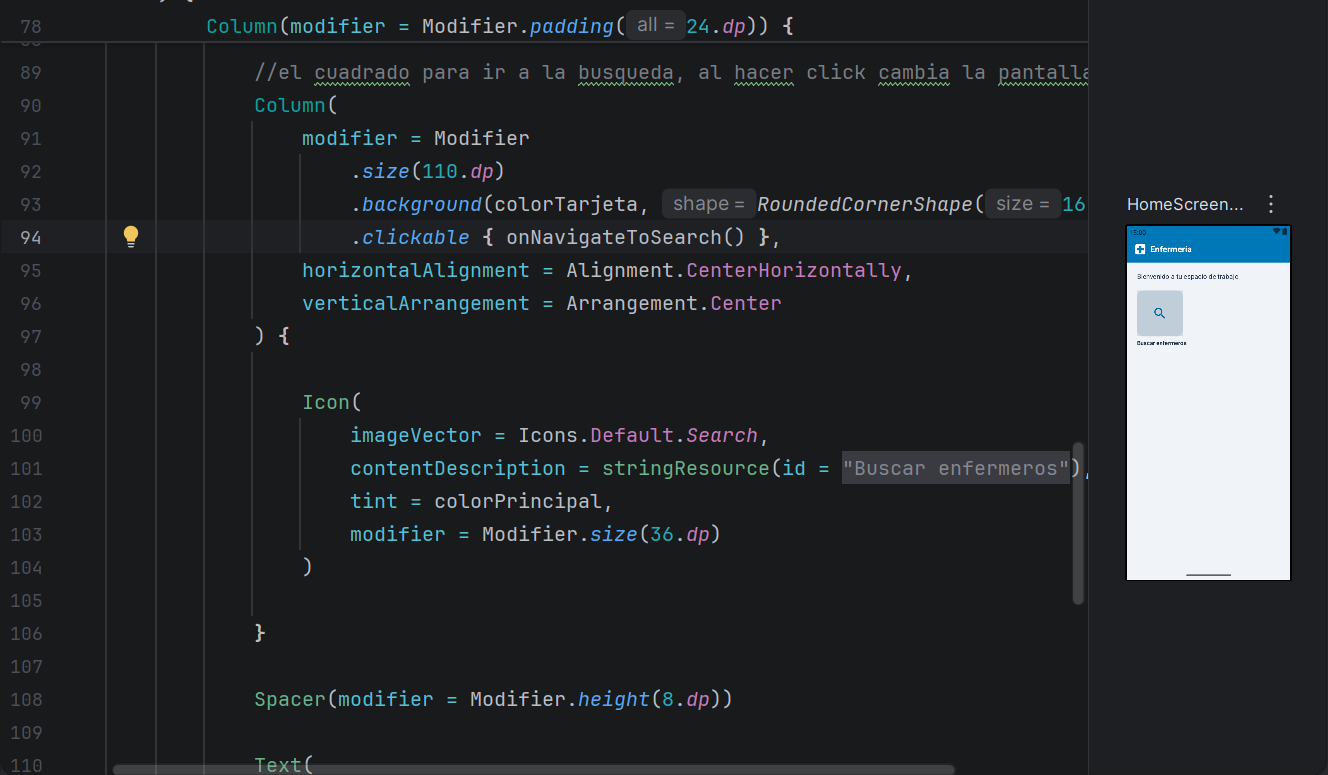 78 Column(modifier = Modifier.padding( all = 24.dp)) {
89 //el cuadrado para ir a la busqueda, al hacer click cambia la pantalla
90 Column(
91 modifier = Modifier
92 .size(110.dp)
93 .background(colorTarjeta, shape = RoundedCornerShape( size = 16
94 .clickable { onNavigateToSearch() },
95 horizontalAlignment = Alignment.CenterHorizontally,
96 verticalArrangement = Arrangement.Center
97 ) {
98
99 Icon(
100 imageVector = Icons.Default.Search,
101 contentDescription = stringResource(id = "Buscar enfermeros"),
102 tint = colorPrincipal,
103 modifier = Modifier.size(36.dp)
104 )
105
106 }
107
108 Spacer(modifier = Modifier.height(8.dp))
109
110 Text(
HomeScreen...
Enfermería
Bienvenido a tu espacio de trabajo
Buscar enfermeros